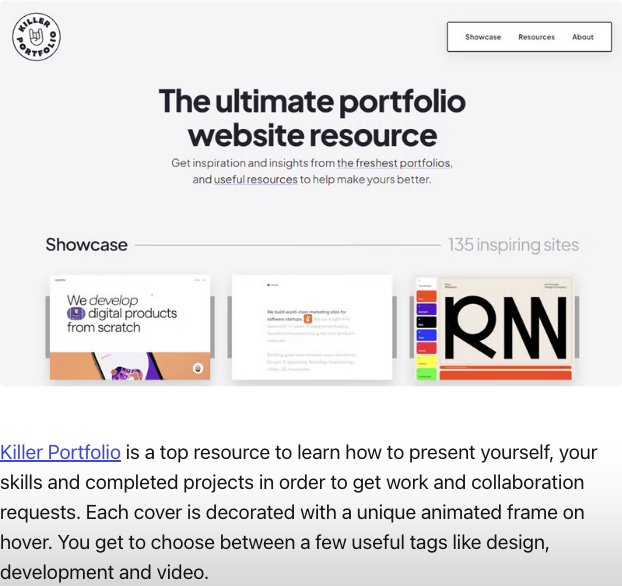 KILLER PORTFOLIO
Showcase Resources About
The ultimate portfolio
website resource
Get inspiration and insights from the freshest portfolios,
and useful resources to help make yours better.
Showcase 135 inspiring sites
We develop
digital products
from scratch
We build world-class marketing sites for
software startups
RN
Killer Portfolio is a top resource to learn how to present yourself, your
skills and completed projects in order to get work and collaboration
requests. Each cover is decorated with a unique animated frame on
hover. You get to choose between a few useful tags like design,
development and video.